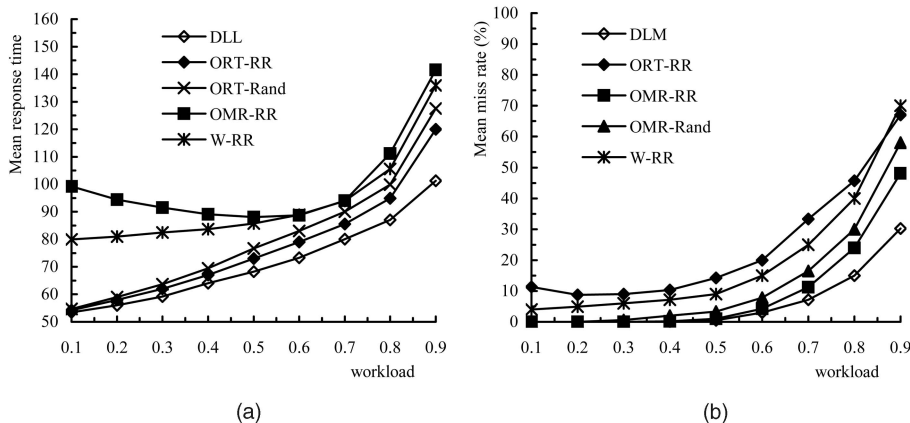 160
150
140
130
120
110
100
90
80
70
60
50
Mean response time
DLL
ORT-RR
ORT-Rand
OMR-RR
W-RR
0.1 0.2 0.3 0.4 0.5 0.6 0.7 0.8 0.9
workload
(a)
100
90
80
70
60
50
40
30
20
10
0
Mean miss rate (%)
DLM
ORT-RR
OMR-RR
OMR-Rand
W-RR
0.1 0.2 0.3 0.4 0.5 0.6 0.7 0.8 0.9
workload
(b)